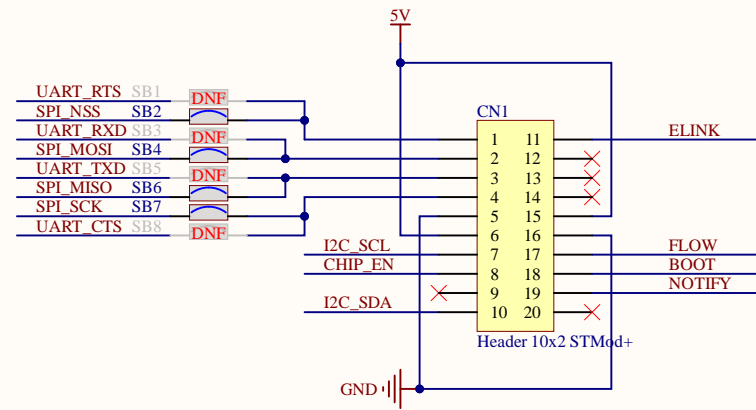 5V
UART_RTS SB1 DNF
SPI_NSS SB2
UART_RXD SB3 DNF
SPI_MOSI SB4
UART_TXD SB5 DNF
SPI_MISO SB6
SPI_SCK SB7
UART_CTS SB8 DNF
CN1
1 11 ELINK
2 12
3 13
4 14
5 15
6 16
I2C_SCL 7 17 FLOW
CHIP_EN 8 18 BOOT
9 19 NOTIFY
I2C_SDA 10 20
Header 10x2 STMod+
GND